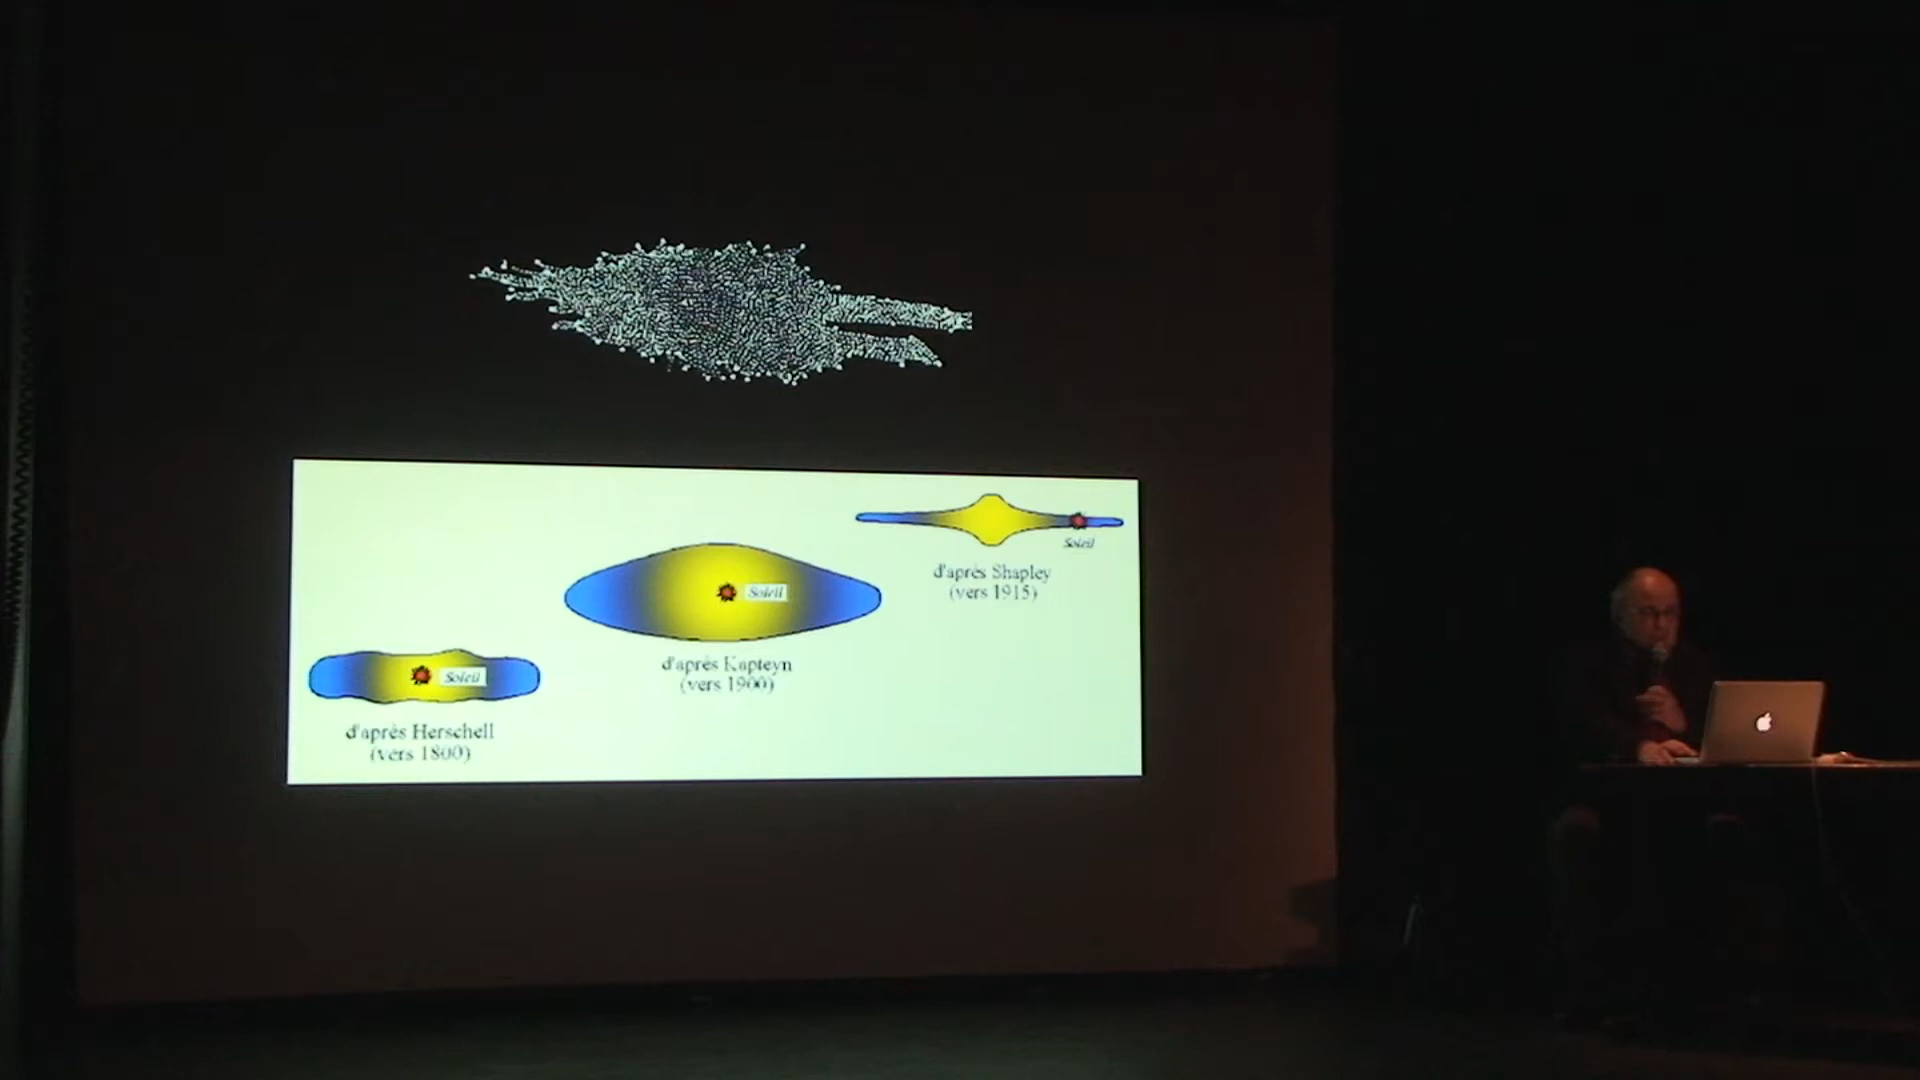 Soleil
d'après Shapley
(vers 1915)
Soleil
d'après Kapteyn
(vers 1900)
Soleil
d'après Herschell
(vers 1800)